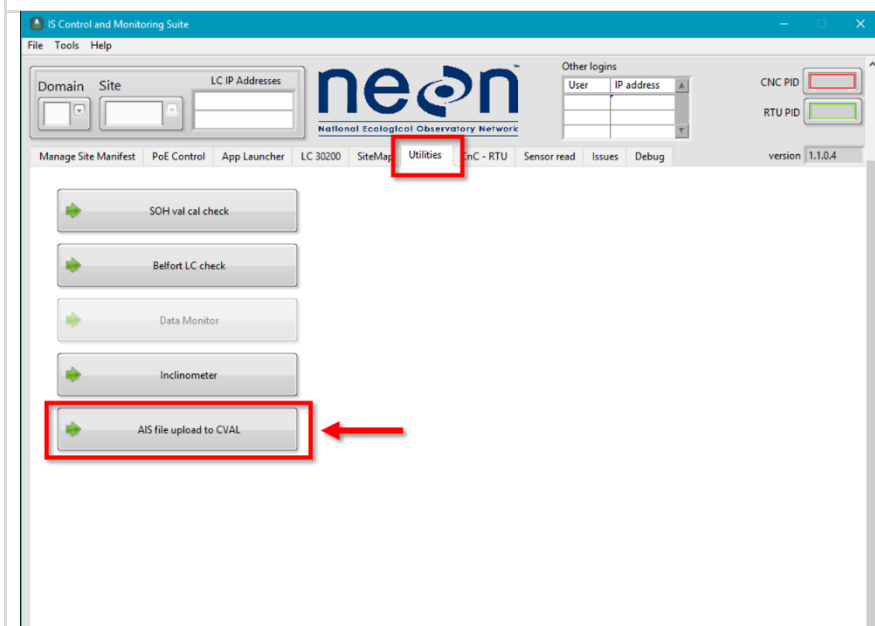 IS Control and Monitoring Suite
File Tools Help
Domain Site LC IP Addresses
neon
National Ecological Observatory Network
Other logins
User IP address
CNC PID
RTU PID
Manage Site Manifest PoE Control App Launcher LC 30200 SiteMap Utilities CnC - RTU Sensor read Issues Debug version 1.1.0.4
SOH val cal check
Belfort LC check
Data Monitor
Inclinometer
AIS file upload to CVAL